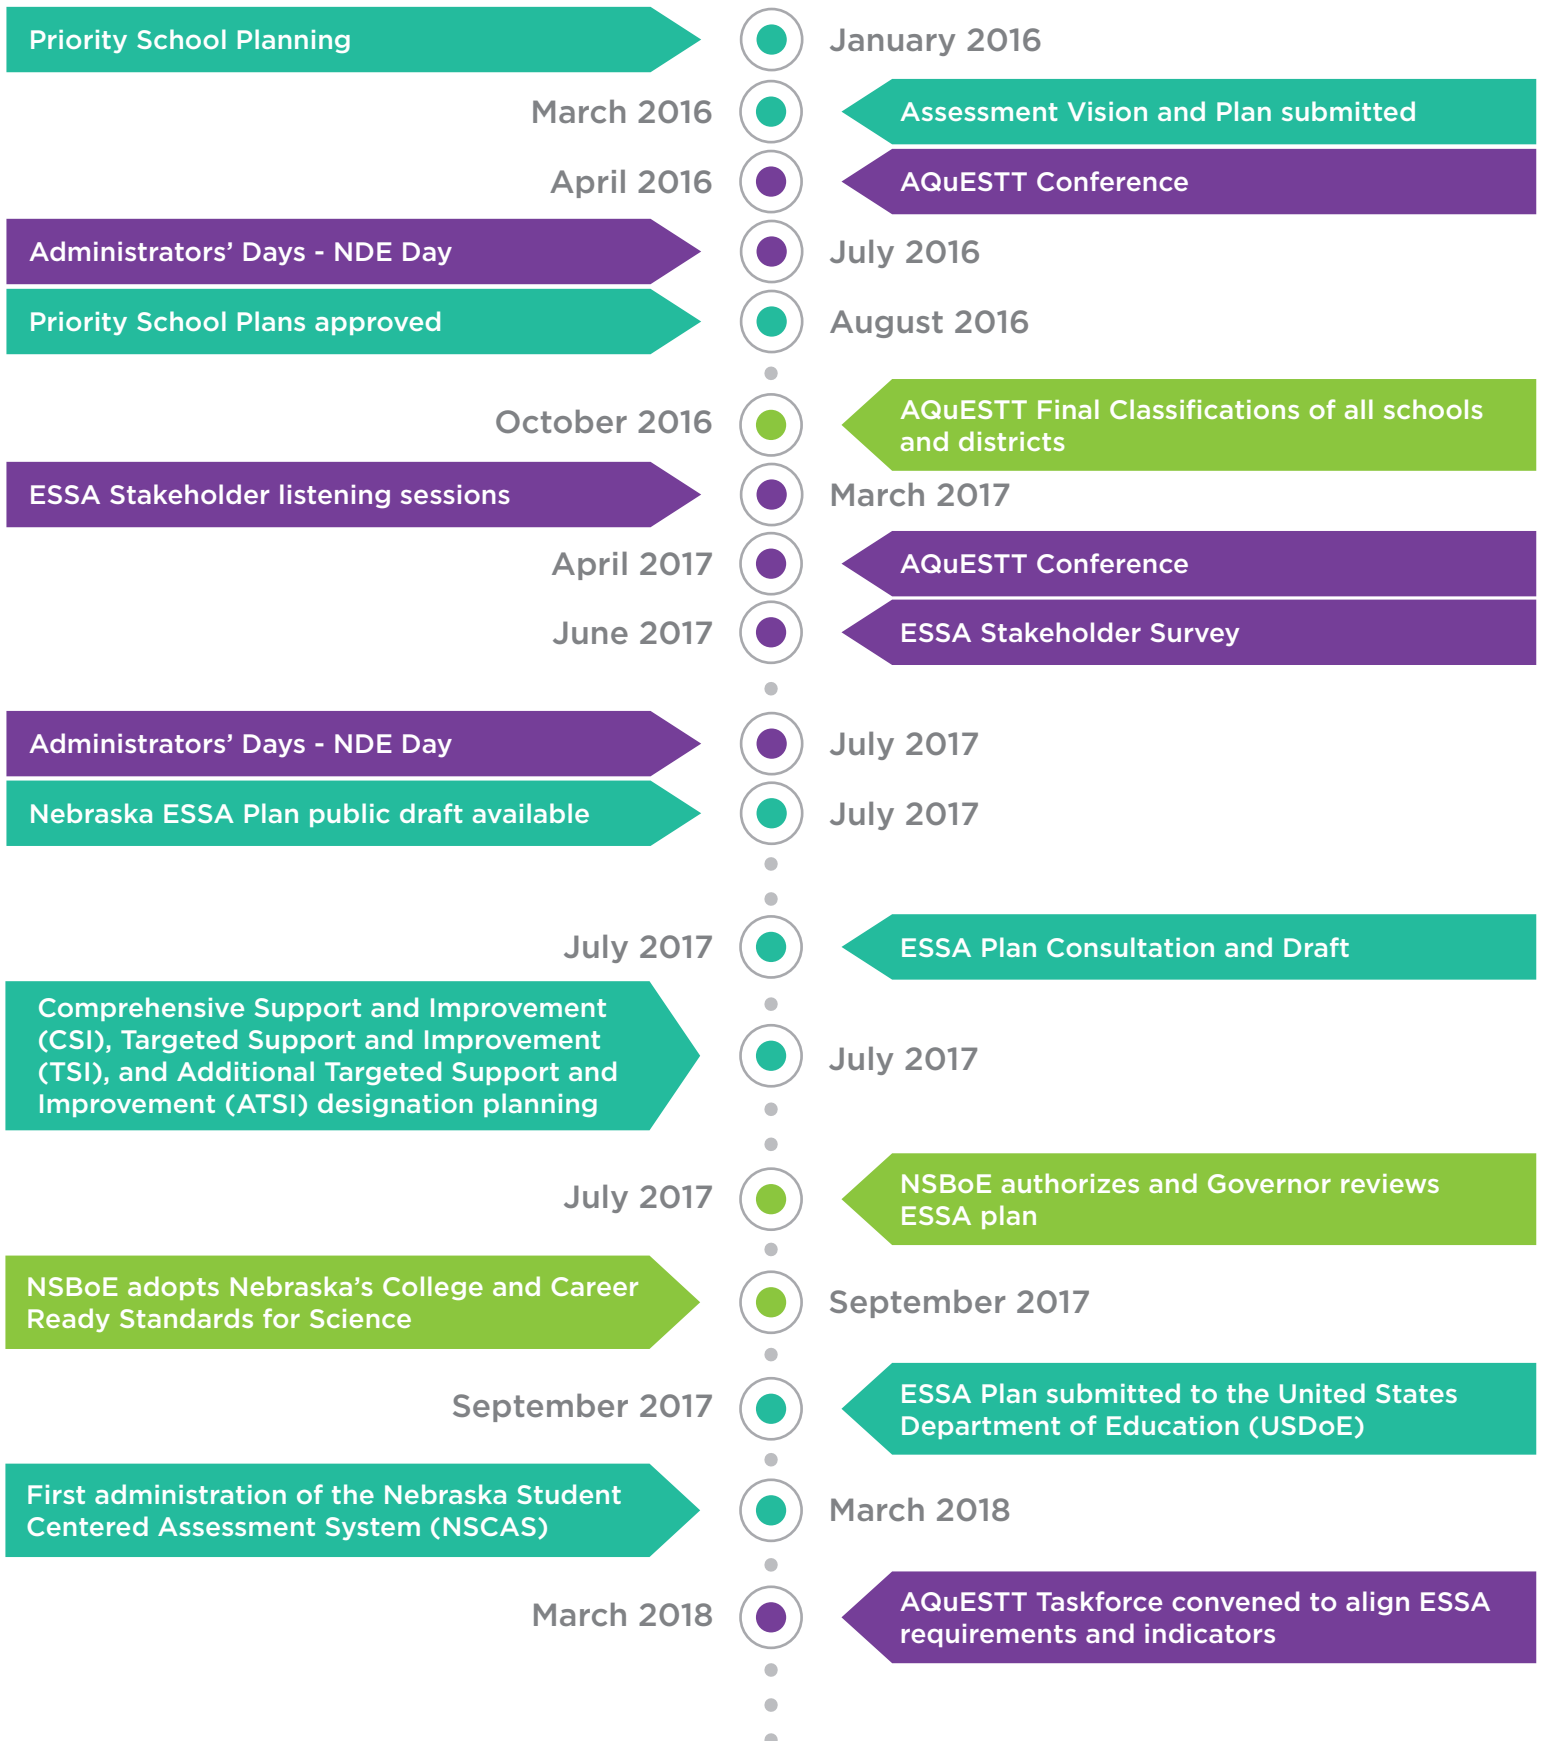 Priority School Planning
January 2016
March 2016
Assessment Vision and Plan submitted
April 2016
AQuESTT Conference
Administrators’ Days - NDE Day
July 2016
Priority School Plans approved
August 2016
October 2016
AQuESTT Final Classifications of all schools
and districts
ESSA Stakeholder listening sessions
March 2017
April 2017
AQuESTT Conference
June 2017
ESSA Stakeholder Survey
Administrators’ Days - NDE Day
July 2017
Nebraska ESSA Plan public draft available
July 2017
July 2017
ESSA Plan Consultation and Draft
Comprehensive Support and Improvement
(CSI), Targeted Support and Improvement
(TSI), and Additional Targeted Support and
Improvement (ATSI) designation planning
July 2017
July 2017
NSBoE authorizes and Governor reviews
ESSA plan
NSBoE adopts Nebraska’s College and Career
Ready Standards for Science
September 2017
September 2017
ESSA Plan submitted to the United States
Department of Education (USDoE)
First administration of the Nebraska Student
Centered Assessment System (NSCAS)
March 2018
March 2018
AQuESTT Taskforce convened to align ESSA
requirements and indicators